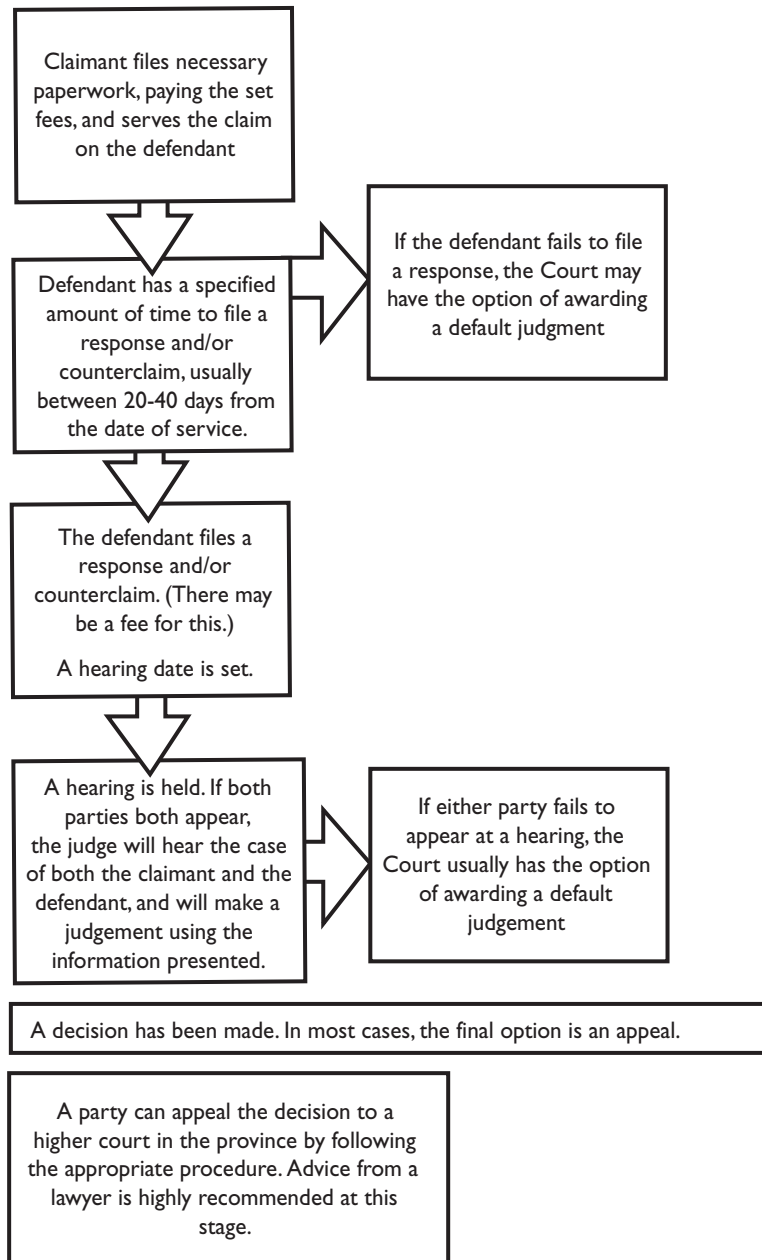 Claimant files necessary
paperwork, paying the set
fees, and serves the claim
on the defendant
If the defendant fails to file
a response, the Court may
have the option of awarding
a default judgment
Defendant has a specified
amount of time to file a
response and/or
counterclaim, usually
between 20-40 days from
the date of service.
The defendant files a
response and/or
counterclaim. (There may
be a fee for this.)
A hearing date is set.
A hearing is held. If both
parties both appear,
the judge will hear the case
of both the claimant and the
defendant, and will make a
judgement using the
information presented.
If either party fails to
appear at a hearing, the
Court usually has the option
of awarding a default
judgement
A decision has been made. In most cases, the final option is an appeal.
A party can appeal the decision to a
higher court in the province by following
the appropriate procedure. Advice from a
lawyer is highly recommended at this
stage.